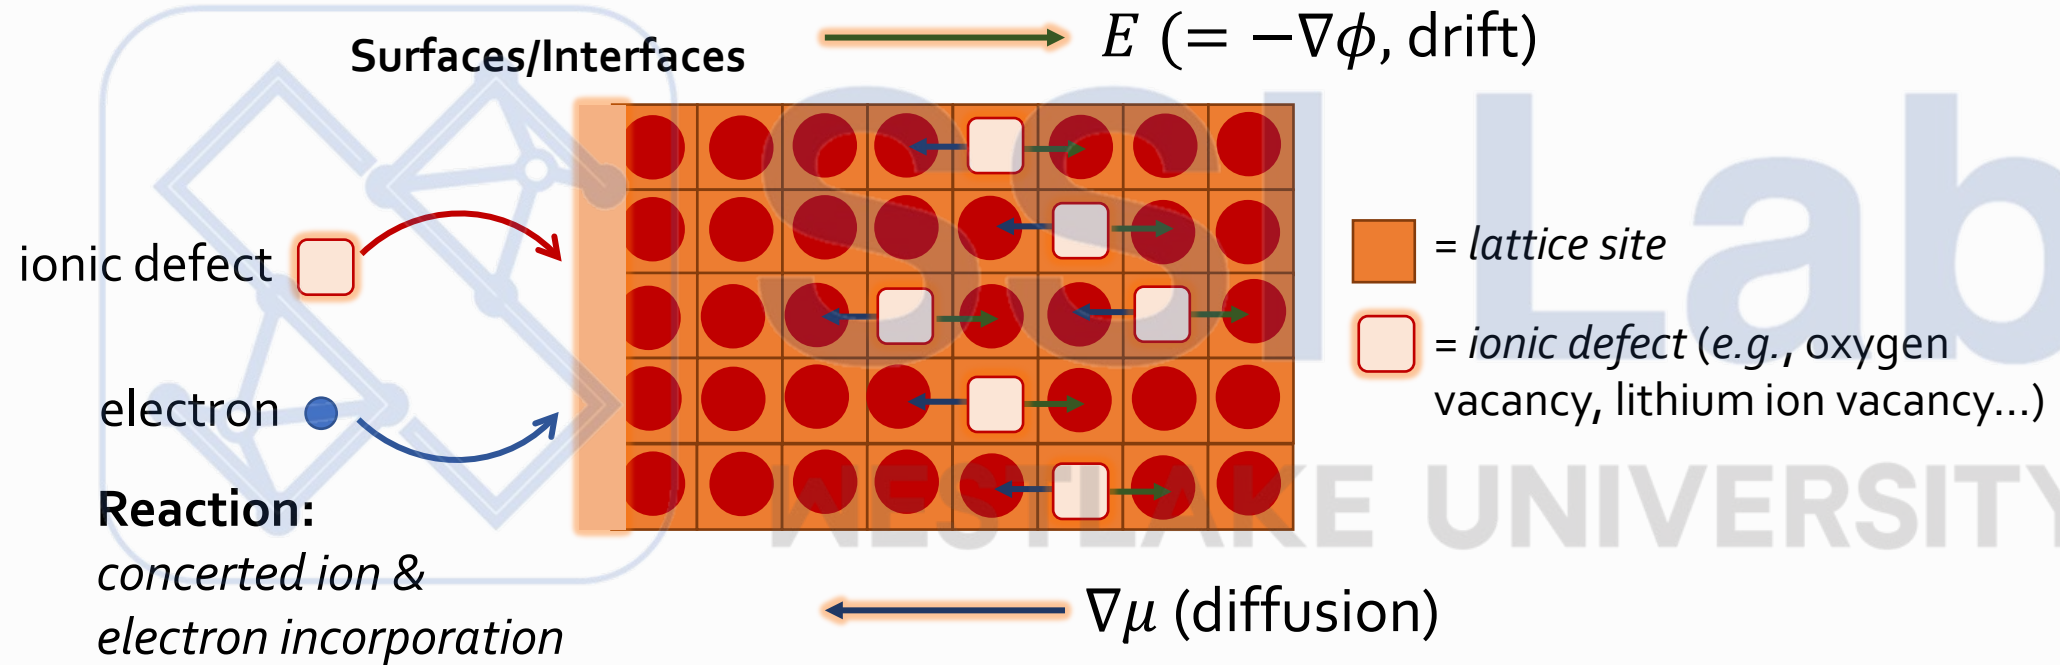 Surfaces/Interfaces
E (= −∇ϕ, drift)
ionic defect
electron
Reaction:
concerted ion &
electron incorporation
= lattice site
= ionic defect (e.g., oxygen
vacancy, lithium ion vacancy...)
∇μ (diffusion)
SSI Lab
WESTLAKE UNIVERSITY